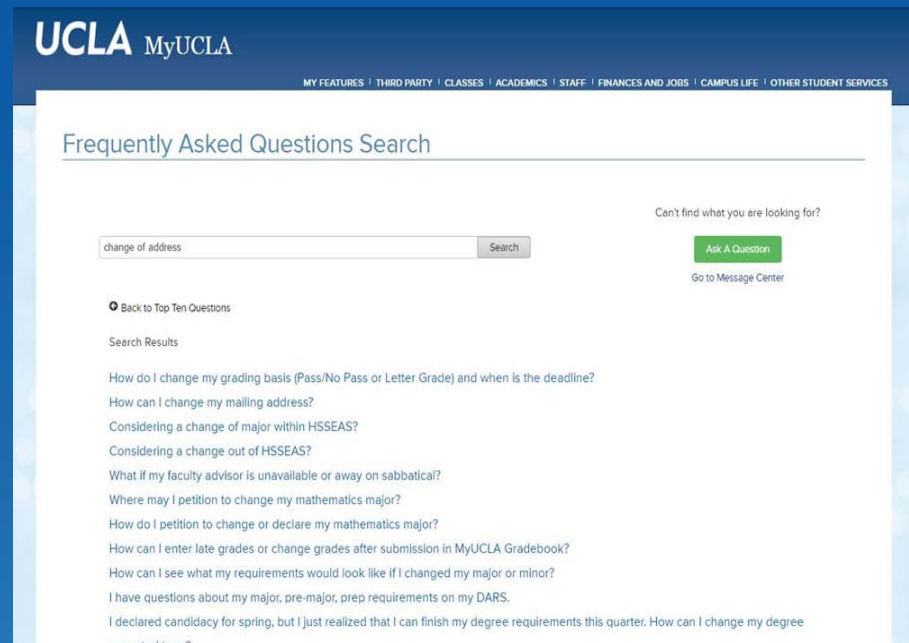 UCLA MyUCLA
MY FEATURES | THIRD PARTY | CLASSES | ACADEMICS | STAFF | FINANCES AND JOBS | CAMPUS LIFE | OTHER STUDENT SERVICES
Frequently Asked Questions Search
Can't find what you are looking for?
change of address Search Ask A Question
Go to Message Center
Back to Top Ten Questions
Search Results
How do I change my grading basis (Pass/No Pass or Letter Grade) and when is the deadline?
How can I change my mailing address?
Considering a change of major within HSSEAS?
Considering a change out of HSSEAS?
What if my faculty advisor is unavailable or away on sabbatical?
Where may I petition to change my mathematics major?
How do I petition to change or declare my mathematics major?
How can I enter late grades or change grades after submission in MyUCLA Gradebook?
How can I see what my requirements would look like if I changed my major or minor?
I have questions about my major, pre-major, prep requirements on my DARS.
I declared candidacy for spring, but I just realized that I can finish my degree requirements this quarter. How can I change my degree